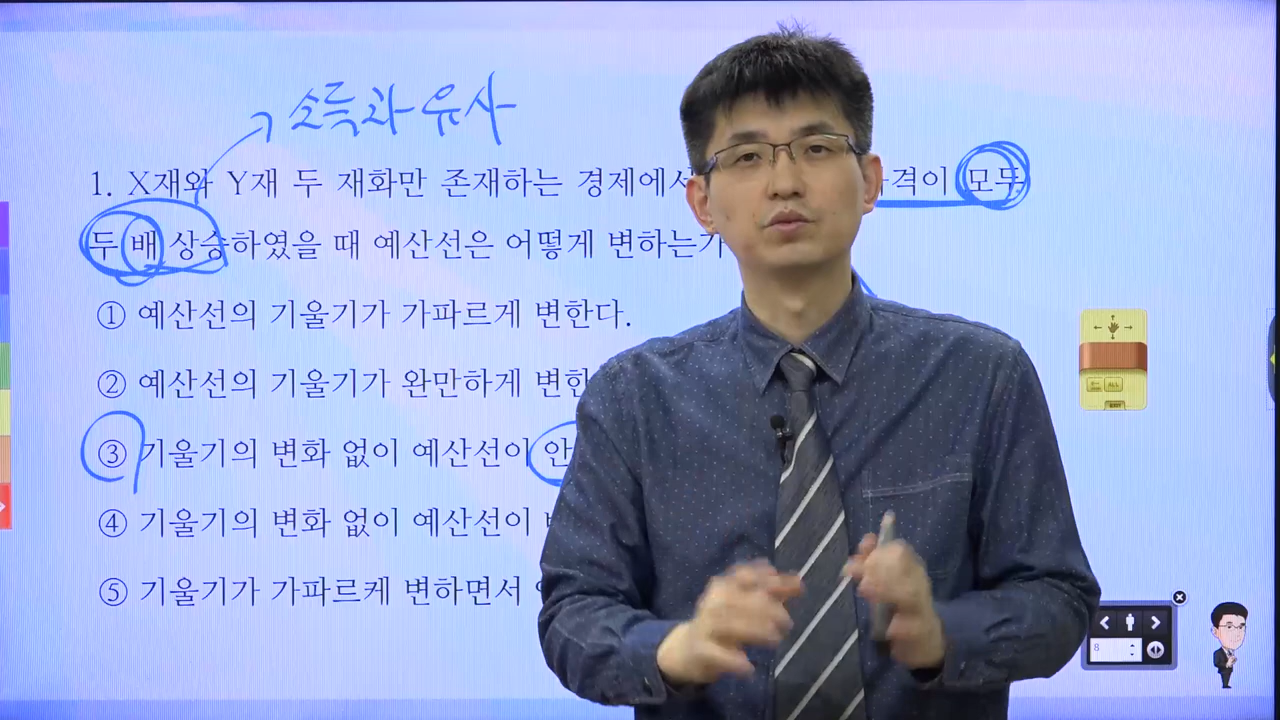 소득과 유사
1. X재와 Y재 두 재화만 존재하는 경제에서 가격이 모두
두 배 상승하였을 때 예산선은 어떻게 변하는가
① 예산선의 기울기가 가파르게 변한다.
② 예산선의 기울기가 완만하게 변한
③ 기울기의 변화 없이 예산선이 안
④ 기울기의 변화 없이 예산선이
⑤ 기울기가 가파르케 변하면서
ALL
EXIT
8